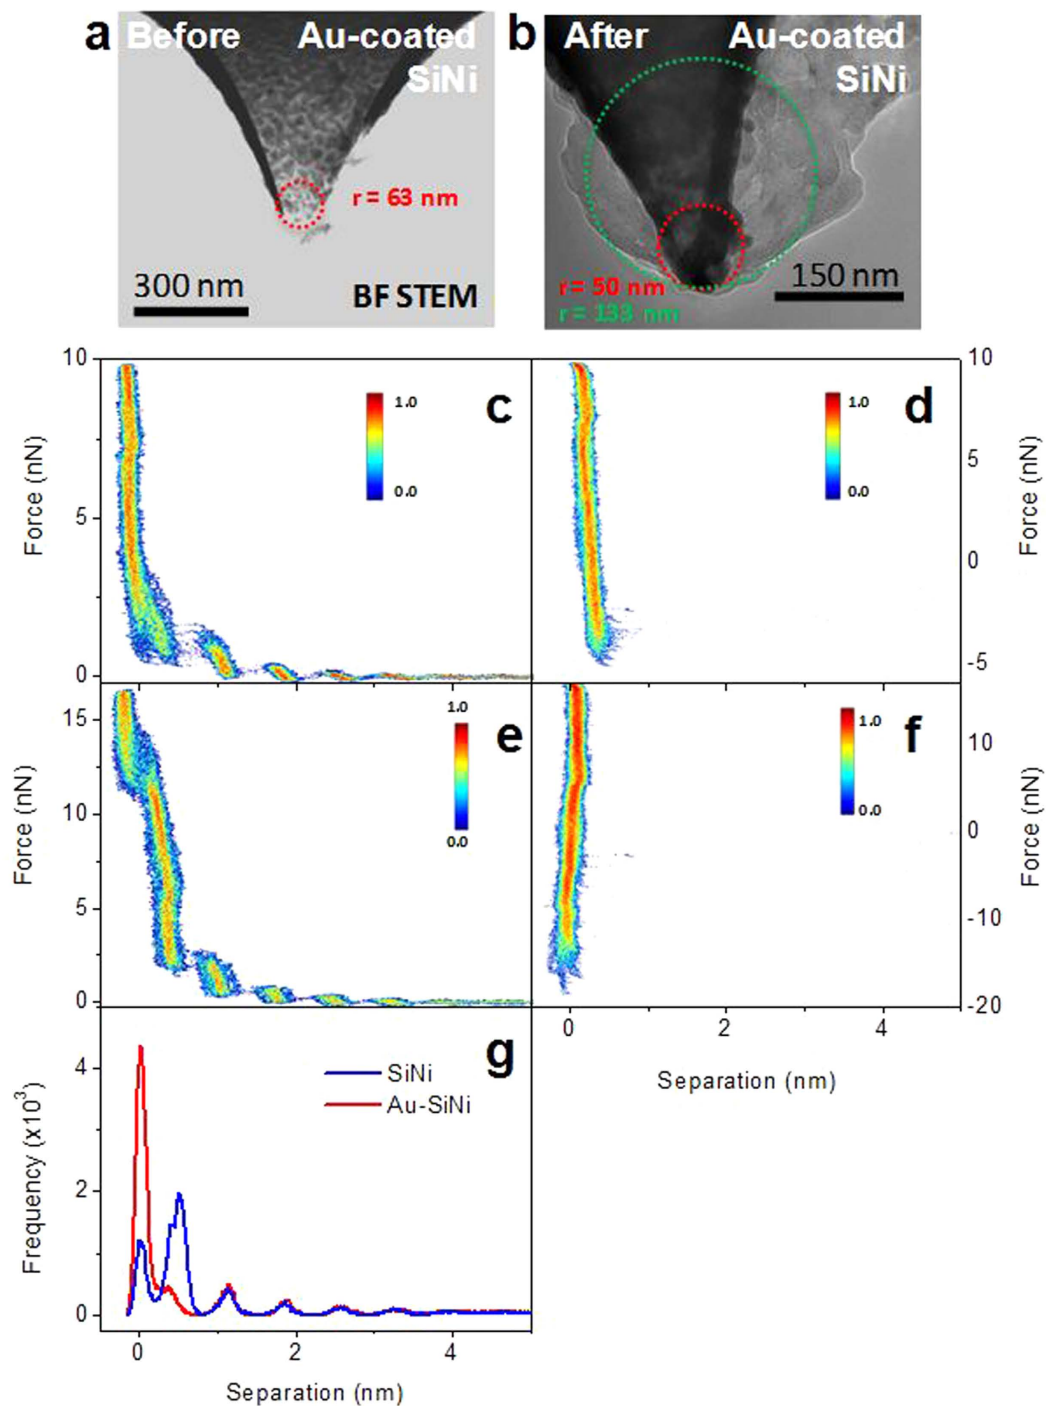 a Before Au-coated SiNi
r = 63 nm
300 nm BF STEM
b After Au-coated SiNi
r = 50 nm
r = 133 nm
150 nm
10
5
0
Force (nN)
1.0
0.0
c
1.0
0.0
d
10
5
0
-5
Force (nN)
15
10
5
0
Force (nN)
1.0
0.0
e
1.0
0.0
f
10
0
-10
-20
Force (nN)
0 2 4
Separation (nm)
4
2
0
Frequency (x10³)
SiNi
Au-SiNi
g
0 2 4
Separation (nm)